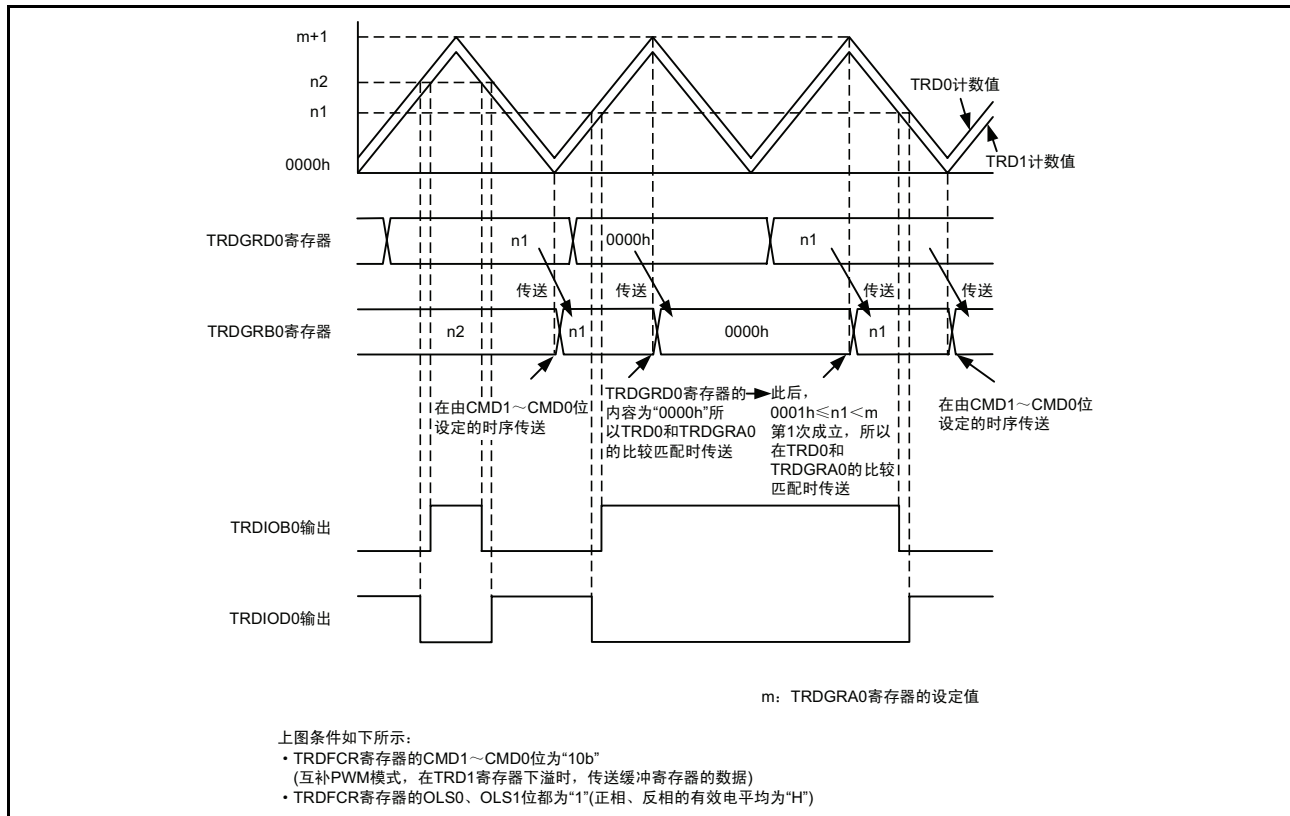 m+1
n2
n1
0000h
TRD0计数值
TRD1计数值
TRDGRD0寄存器
n1
0000h
n1
传送
传送
传送
传送
TRDGRB0寄存器
n2
n1
0000h
n1
在由CMD1～CMD0位
设定的时序传送
TRDGRD0寄存器的
内容为“0000h”所
以TRD0和TRDGRA0
的比较匹配时传送
此后，
0001h≤n1<m
第1次成立，所以
在TRD0和
TRDGRA0的比较
匹配时传送
在由CMD1～CMD0位
设定的时序传送
TRDIOB0输出
TRDIOD0输出
m：TRDGRA0寄存器的设定值
上图条件如下所示：
・TRDFCR寄存器的CMD1～CMD0位为“10b”
(互补PWM模式，在TRD1寄存器下溢时，传送缓冲寄存器的数据)
・TRDFCR寄存器的OLS0、OLS1位都为“1”(正相、反相的有效电平均为“H”)